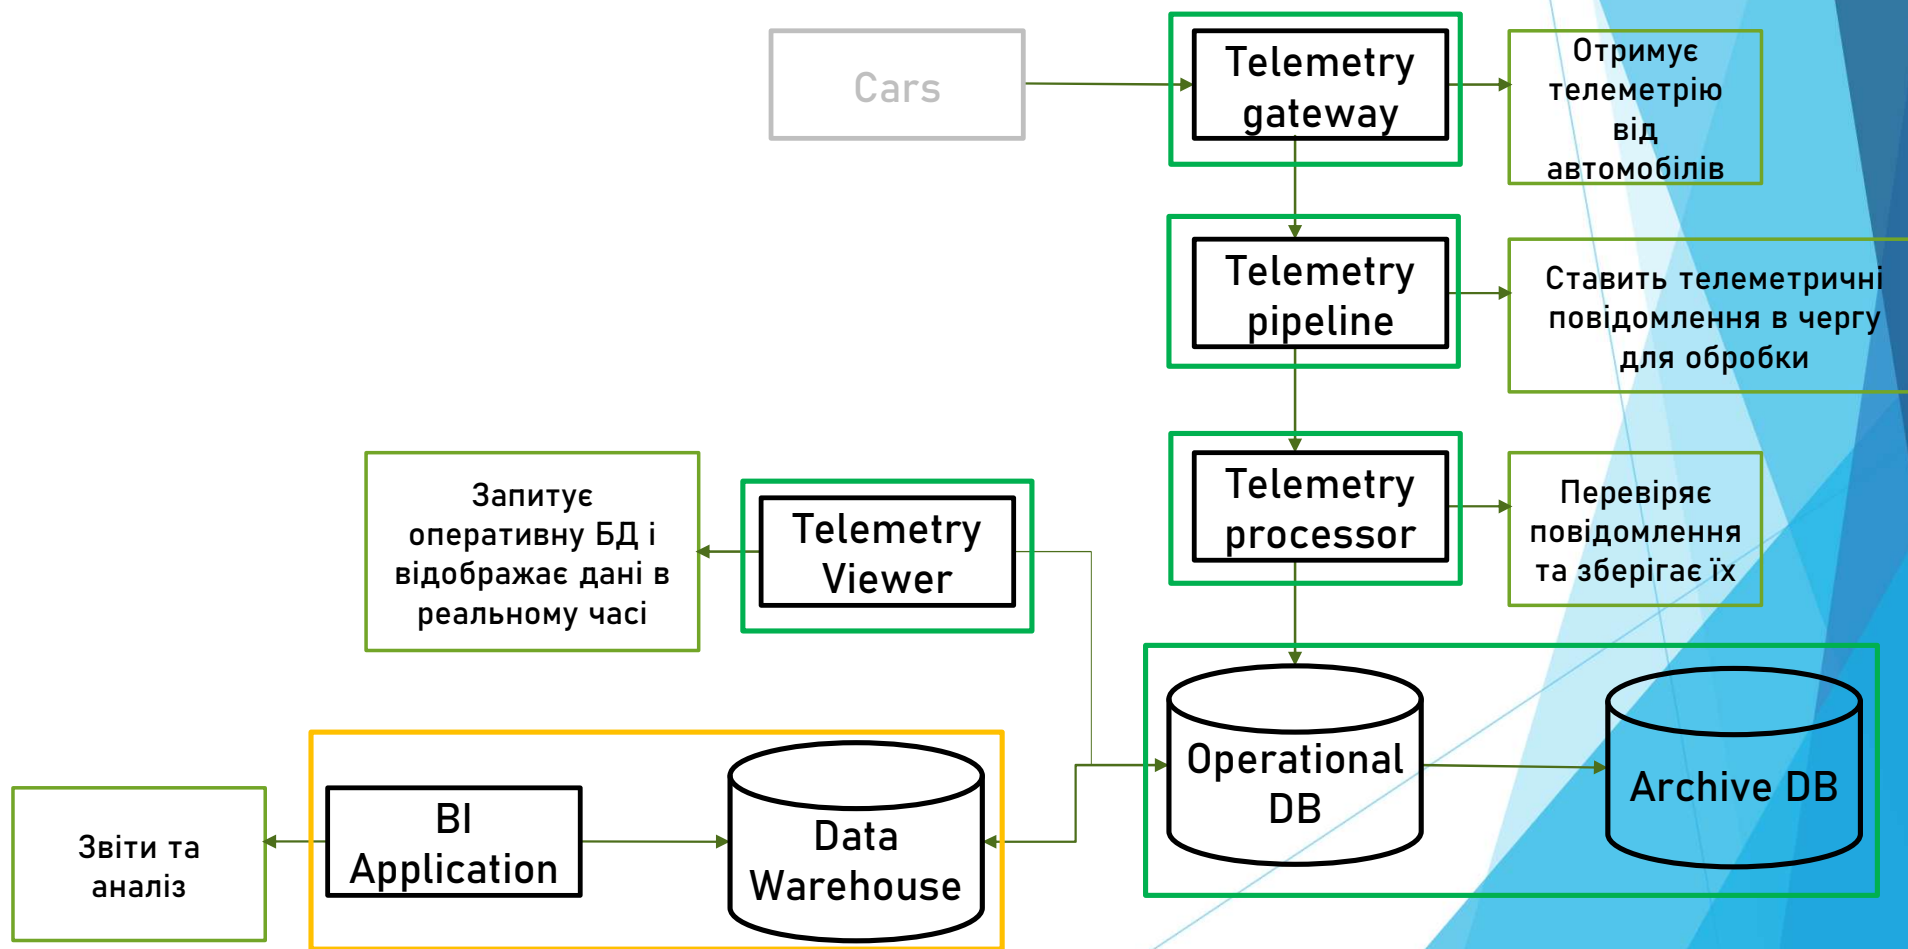 Cars
Telemetry
gateway
Отримує
телеметрію
від
автомобілів
Telemetry
pipeline
Ставить телеметричні
повідомлення в чергу
для обробки
Telemetry
processor
Перевіряє
повідомлення
та зберігає їх
Запитує
оперативну БД і
відображає дані в
реальному часі
Telemetry
Viewer
Operational
DB
Archive DB
Звіти та
аналіз
BI
Application
Data
Warehouse